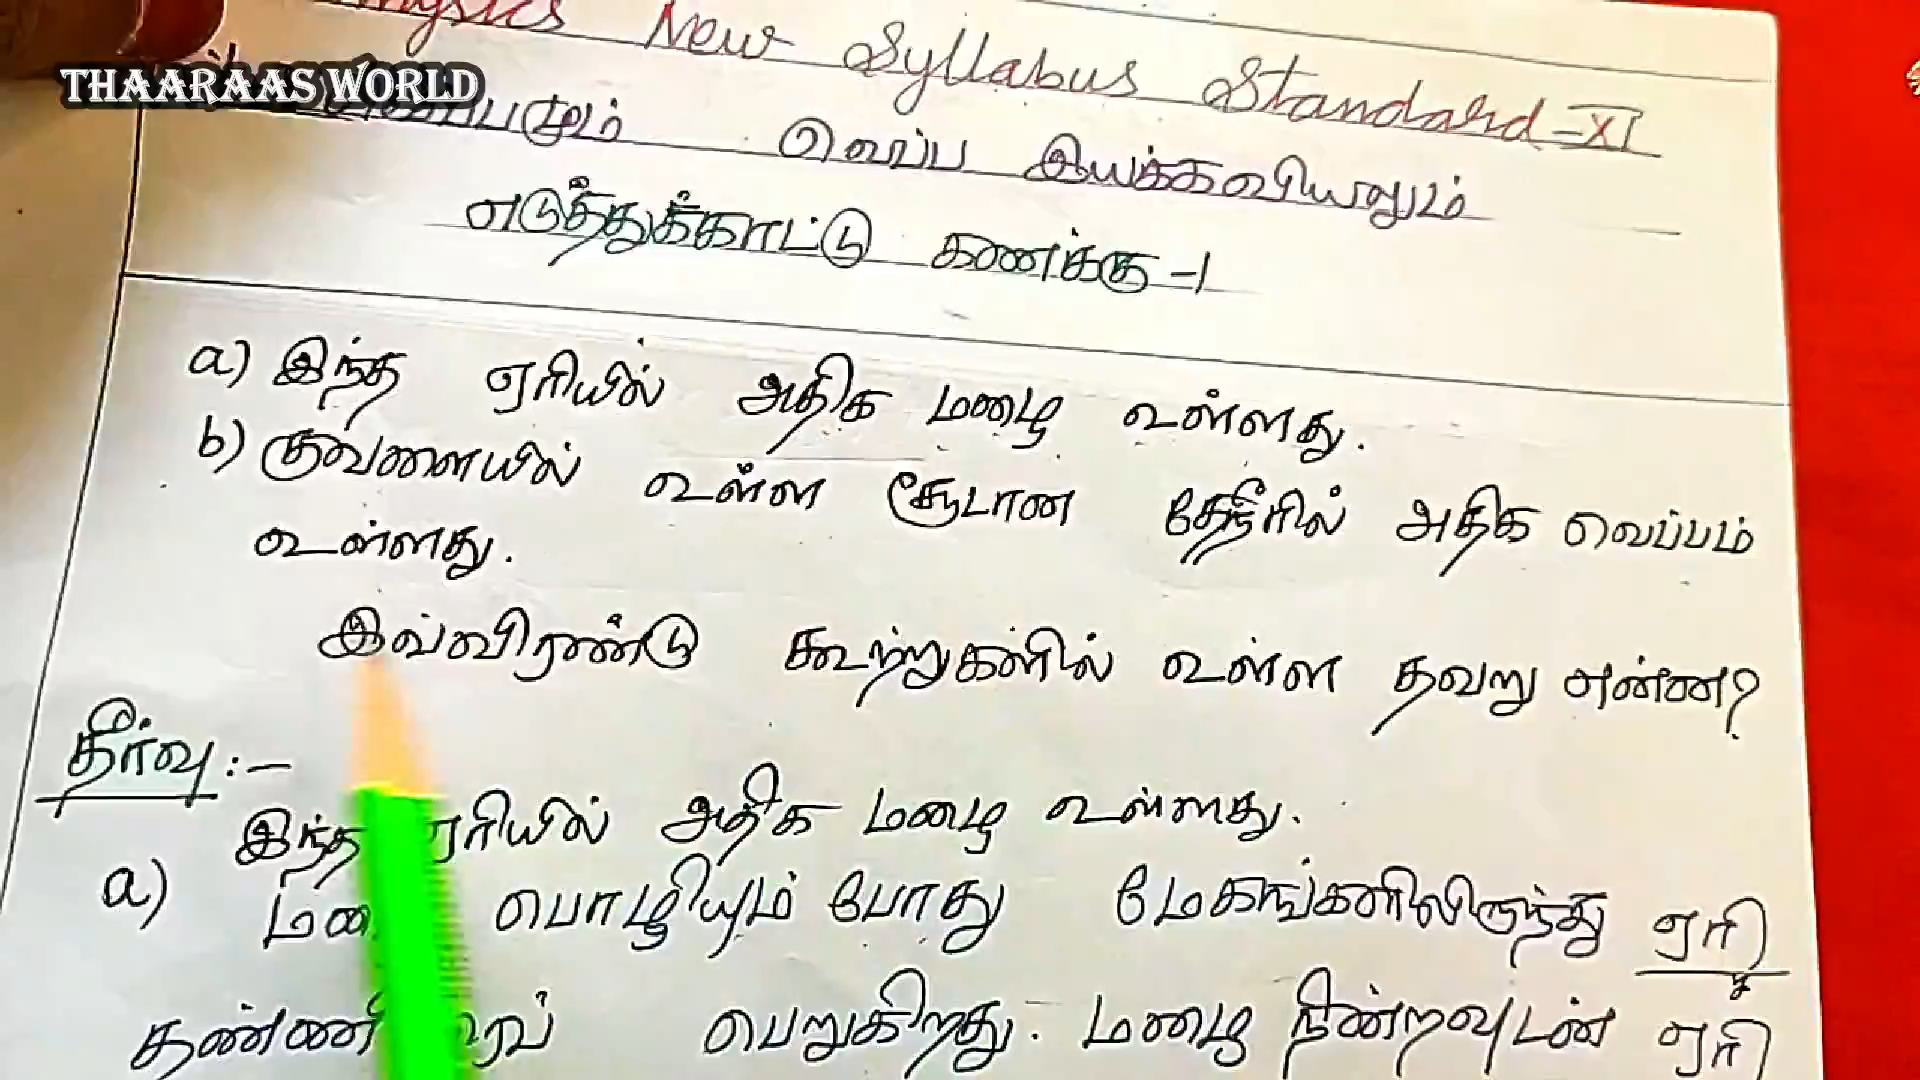 Physics New Syllabus Standard-XI
THAARAAS WORLD
வெப்ப இயக்கவியலும்
எடுத்துக்காட்டு கணக்கு-1
a) இந்த ஏரியில் அதிக மழை உள்ளது.
b) குவளையில் உள்ள சூடான தேநீரில் அதிக வெப்பம்
உள்ளது.
இவ்விரண்டு கூற்றுகளில் உள்ள தவறு என்ன?
தீர்வு:-
இந்த ஏரியில் அதிக மழை உள்ளது.
a) பொழியும் போது மேகங்களிலிருந்து ஏரி
பெறுகிறது. மழை நின்றவுடன் ஏரி